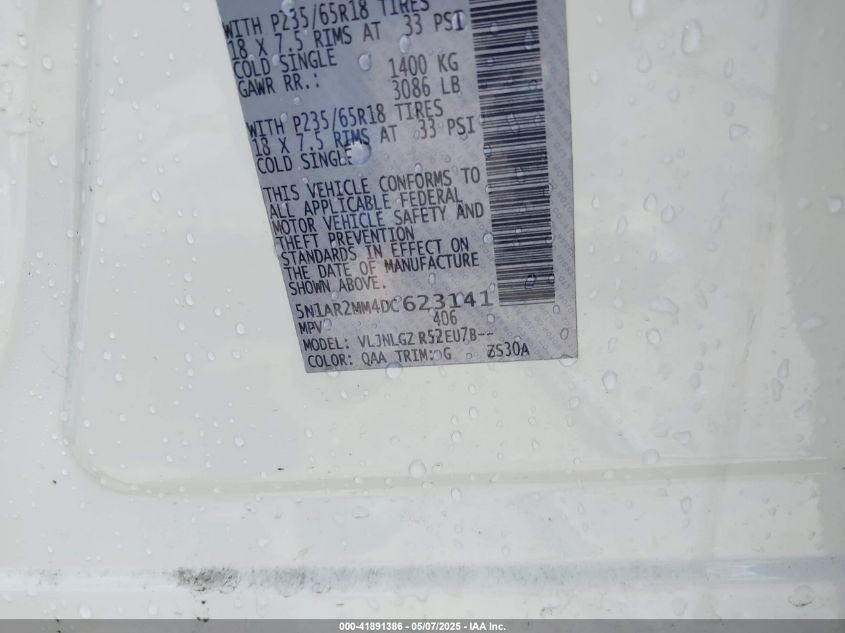 WITH P235/65R18 TIRES
18 X 7.5 RIMS AT 33 PSI
COLD SINGLE
GAWR RR.: 1400 KG
3086 LB
WITH P235/65R18 TIRES
18 X 7.5 RIMS AT 33 PSI
COLD SINGLE
THIS VEHICLE CONFORMS TO
ALL APPLICABLE FEDERAL
MOTOR VEHICLE SAFETY AND
THEFT PREVENTION
STANDARDS IN EFFECT ON
THE DATE OF MANUFACTURE
SHOWN ABOVE.
5N1AR2MM4DC623141
MPV 406
MODEL: VLJNLGZ R52EU7B--
COLOR: QAA TRIM: G ZS30A
000-41891386 - 05/07/2025 - IAA Inc.